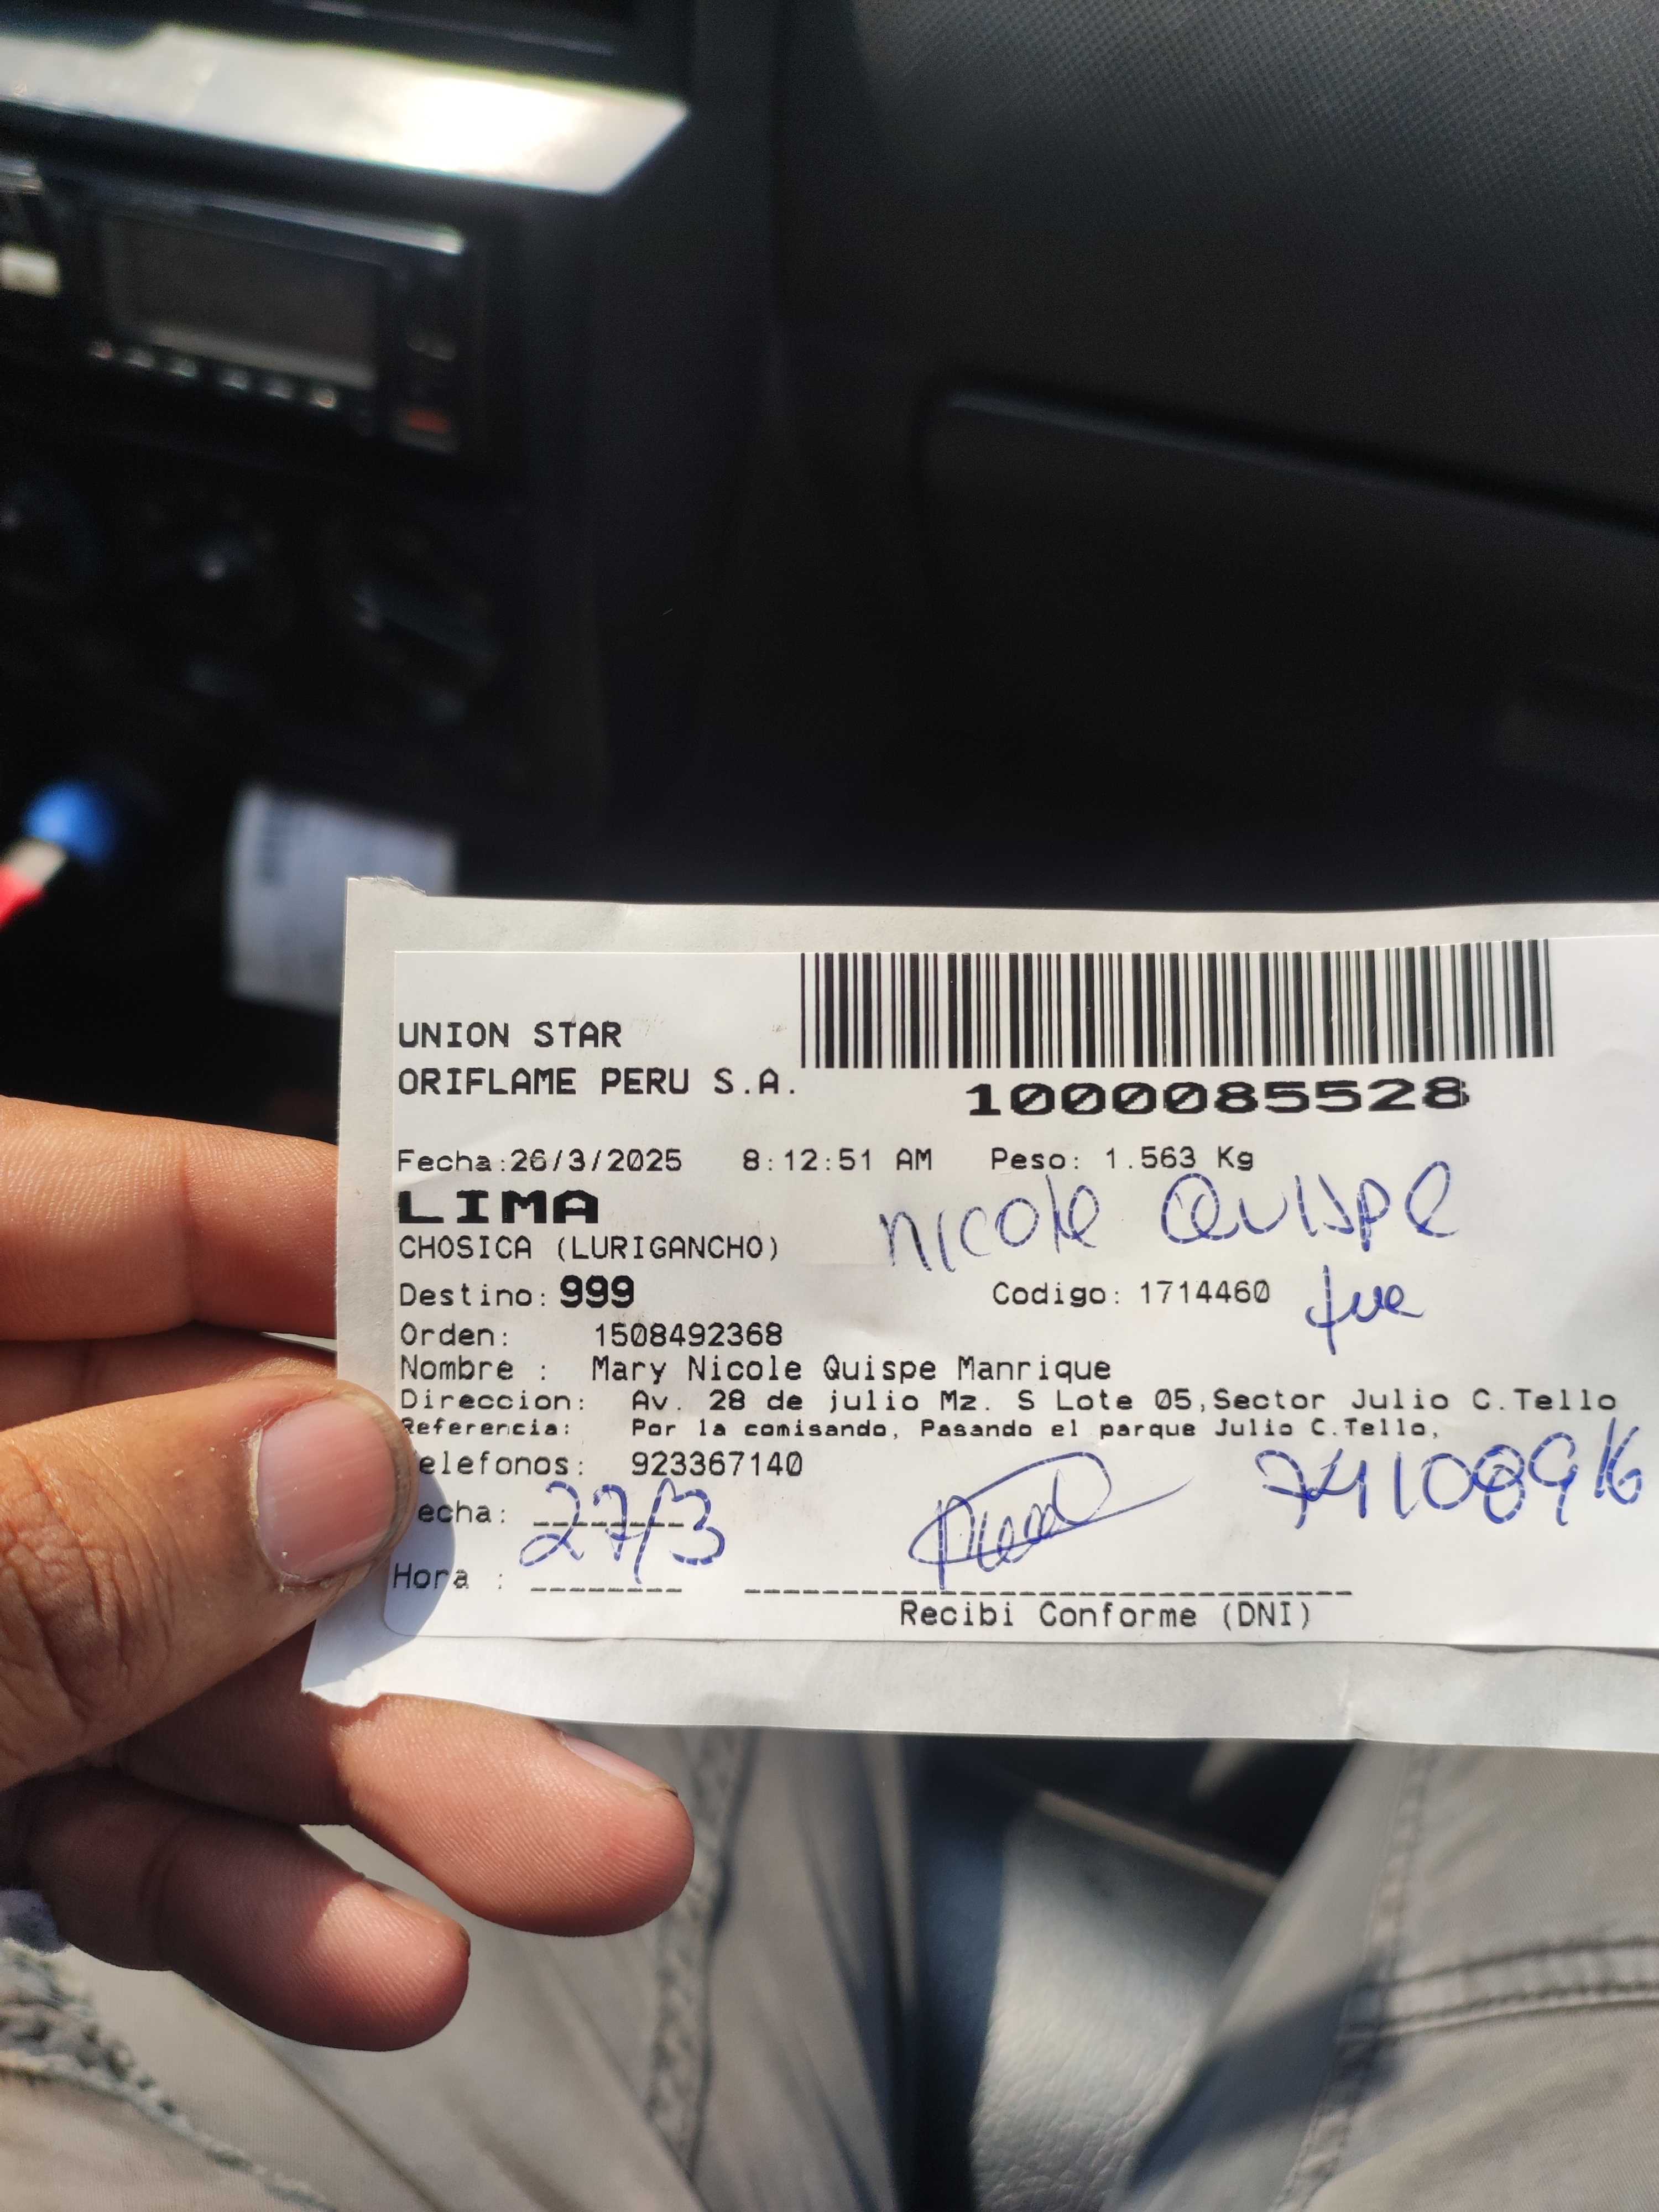 UNION STAR
ORIFLAME PERU S.A.
1000085528
Fecha:26/3/2025 8:12:51 AM Peso: 1.563 Kg
LIMA
Nicole Quispe
CHOSICA (LURIGANCHO)
Destino: 999 Codigo: 1714460
Orden: 1508492368
Nombre : Mary Nicole Quispe Manrique
Direccion: Av. 28 de julio Mz. S Lote 05,Sector Julio C.Tello
Referencia: Por la comisando, Pasando el parque Julio C.Tello,
elefonos: 923367140
echa: 27/3
Hora :
Recibi Conforme (DNI)